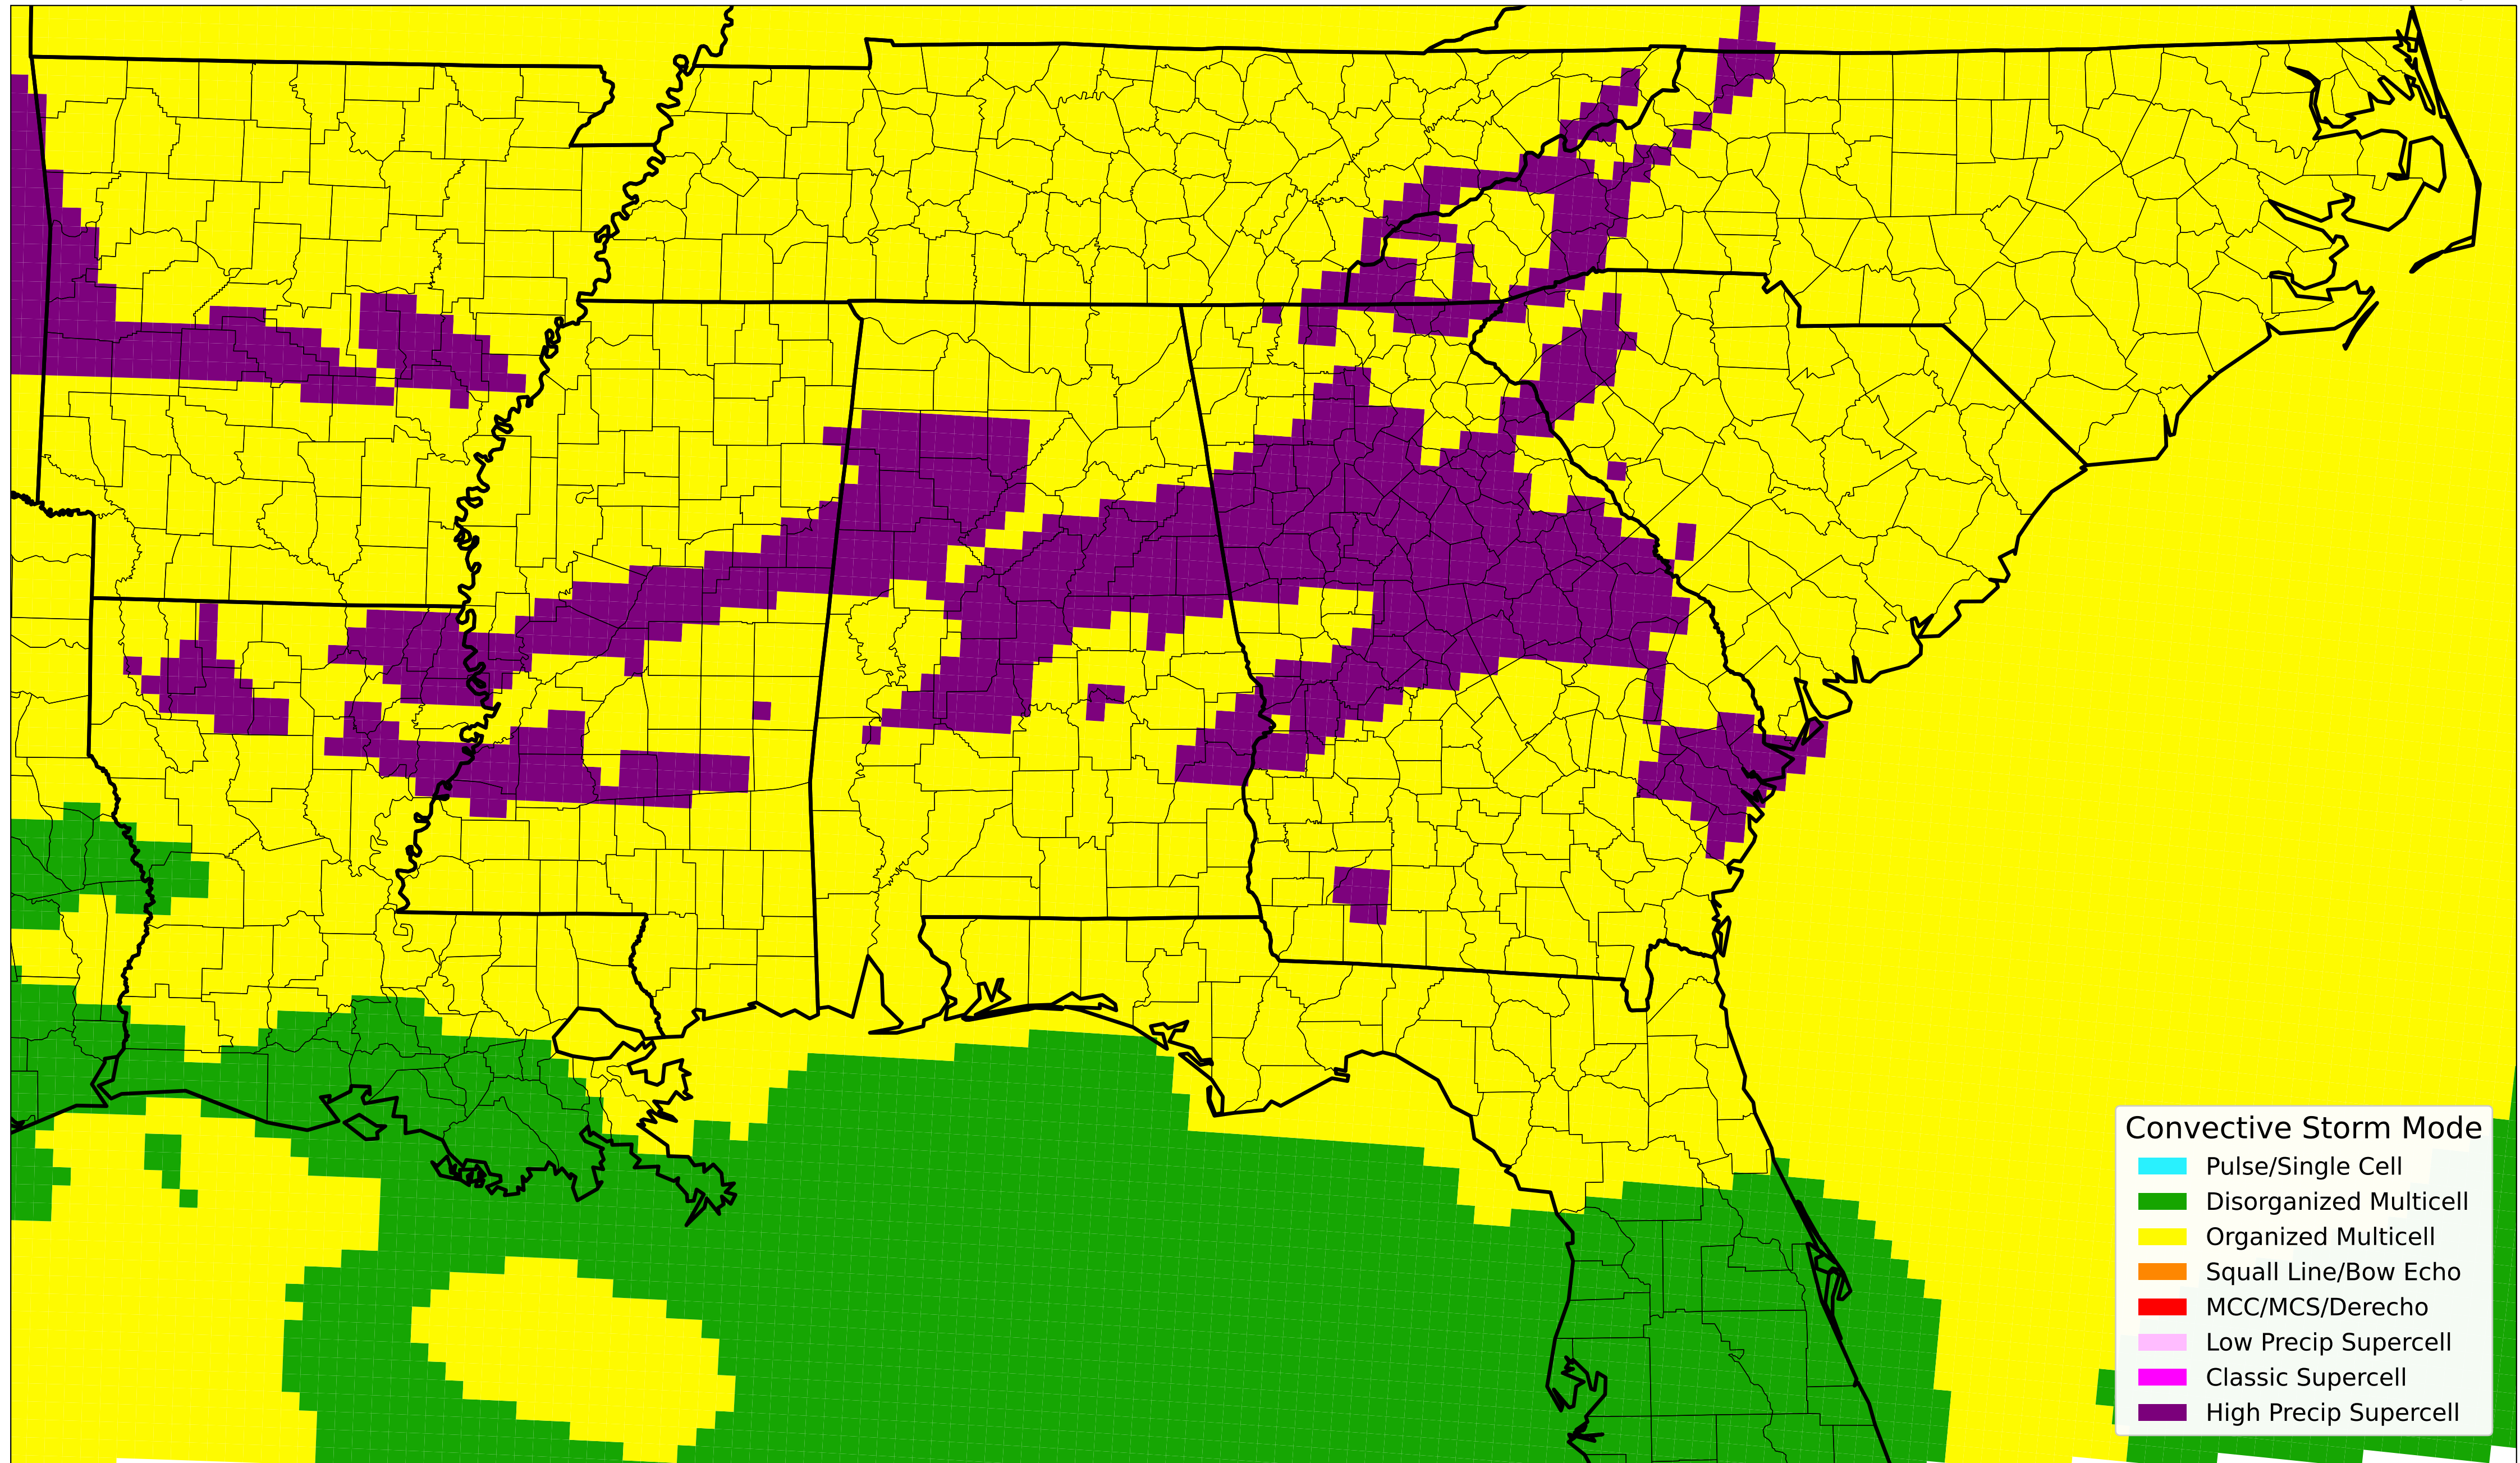 Convective Storm Mode
Pulse/Single Cell
Disorganized Multicell
Organized Multicell
Squall Line/Bow Echo
MCC/MCS/Derecho
Low Precip Supercell
Classic Supercell
High Precip Supercell